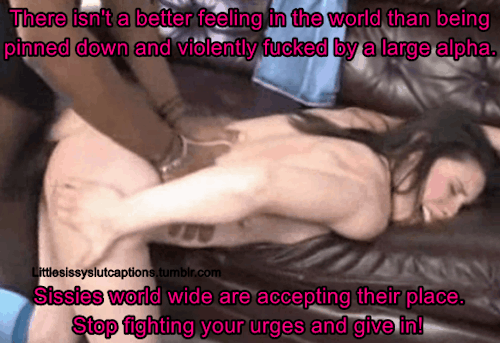 There isn't a better feeling in the world than being
pinned down and violently fucked by a large alpha.
Littlesissyslutcaptions.tumblr.com
Sissies world wide are accepting their place.
Stop fighting your urges and give in!